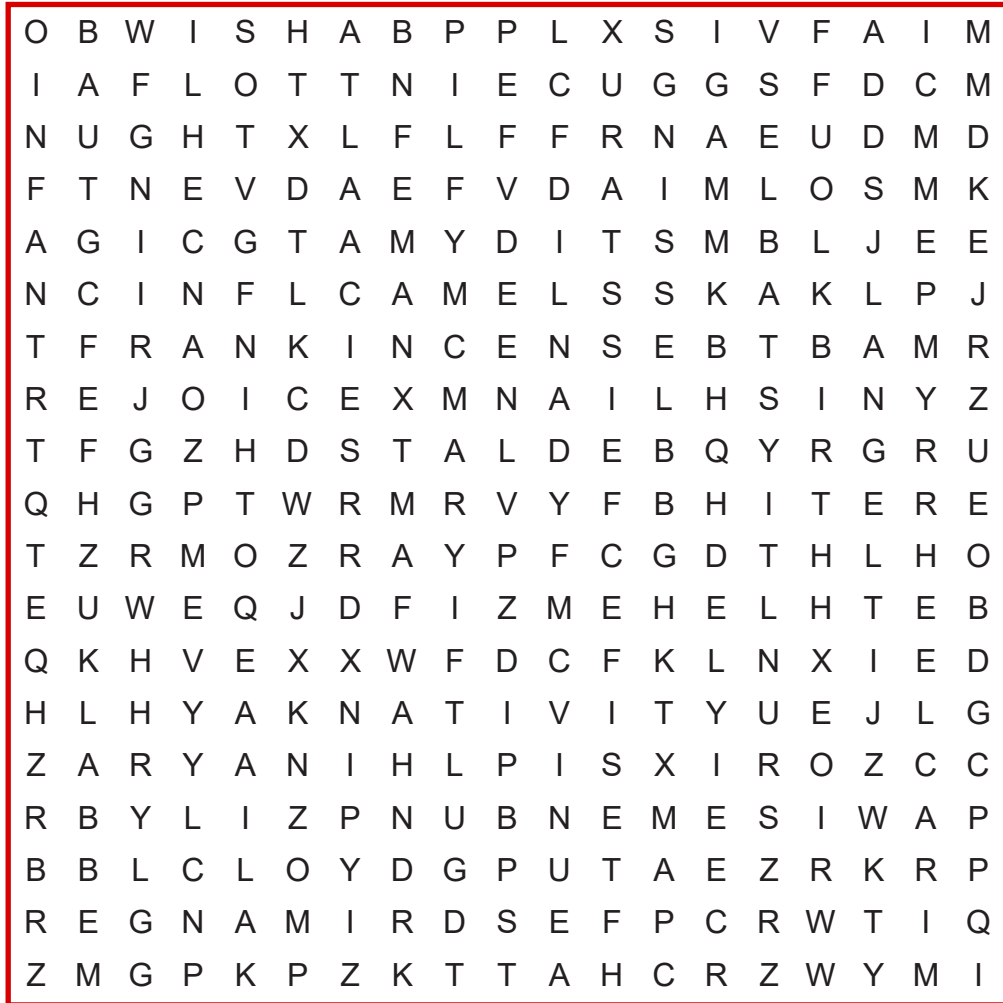 O B W I S H A B P P L X S I V F A I M
I A F L O T T N I E C U G G S F D C M
N U G H T X L F L F F R N A E U D M D
F T N E V D A E F V D A I M L O S M K
A G I C G T A M Y D I T S M B L J E E
N C I N F L C A M E L S S K A K L P J
T F R A N K I N C E N S E B T B A M R
R E J O I C E X M N A I L H S I N Y Z
T F G Z H D S T A L D E B Q Y R G R U
Q H G P T W R M R V Y F B H I T E R E
T Z R M O Z R A Y P F C G D T H L H O
E U W E Q J D F I Z M E H E L H T E B
Q K H V E X X W F D C F K L N X I E D
H L H Y A K N A T I V I T Y U E J L G
Z A R Y A N I H L P I S X I R O Z C C
R B Y L I Z P N U B N E M E S I W A P
B B L C L O Y D G P U T A E Z R K R P
R E G N A M I R D S E F P C R W T I Q
Z M G P K P Z K T T A H C R Z W Y M I